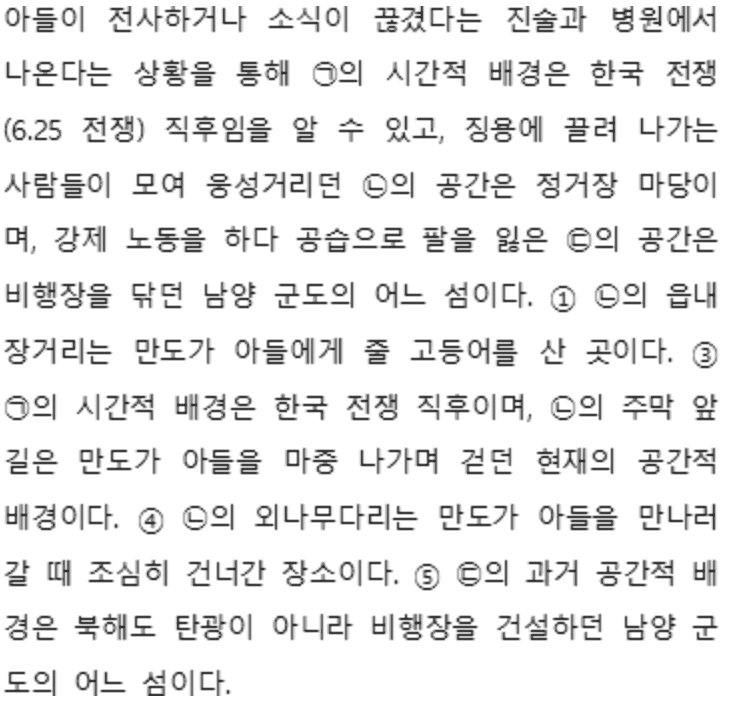 아들이 전사하거나 소식이 끊겼다는 진술과 병원에서
나온다는 상황을 통해 ㉠의 시간적 배경은 한국 전쟁
(6.25 전쟁) 직후임을 알 수 있고, 징용에 끌려 나가는
사람들이 모여 웅성거리던 ㉡의 공간은 정거장 마당이
며, 강제 노동을 하다 공습으로 팔을 잃은 ㉢의 공간은
비행장을 닦던 남양 군도의 어느 섬이다. ① ㉡의 읍내
장거리는 만도가 아들에게 줄 고등어를 산 곳이다. ③
㉠의 시간적 배경은 한국 전쟁 직후이며, ㉡의 주막 앞
길은 만도가 아들을 마중 나가며 걷던 현재의 공간적
배경이다. ④ ㉡의 외나무다리는 만도가 아들을 만나러
갈 때 조심히 건너간 장소이다. ⑤ ㉢의 과거 공간적 배
경은 북해도 탄광이 아니라 비행장을 건설하던 남양 군
도의 어느 섬이다.